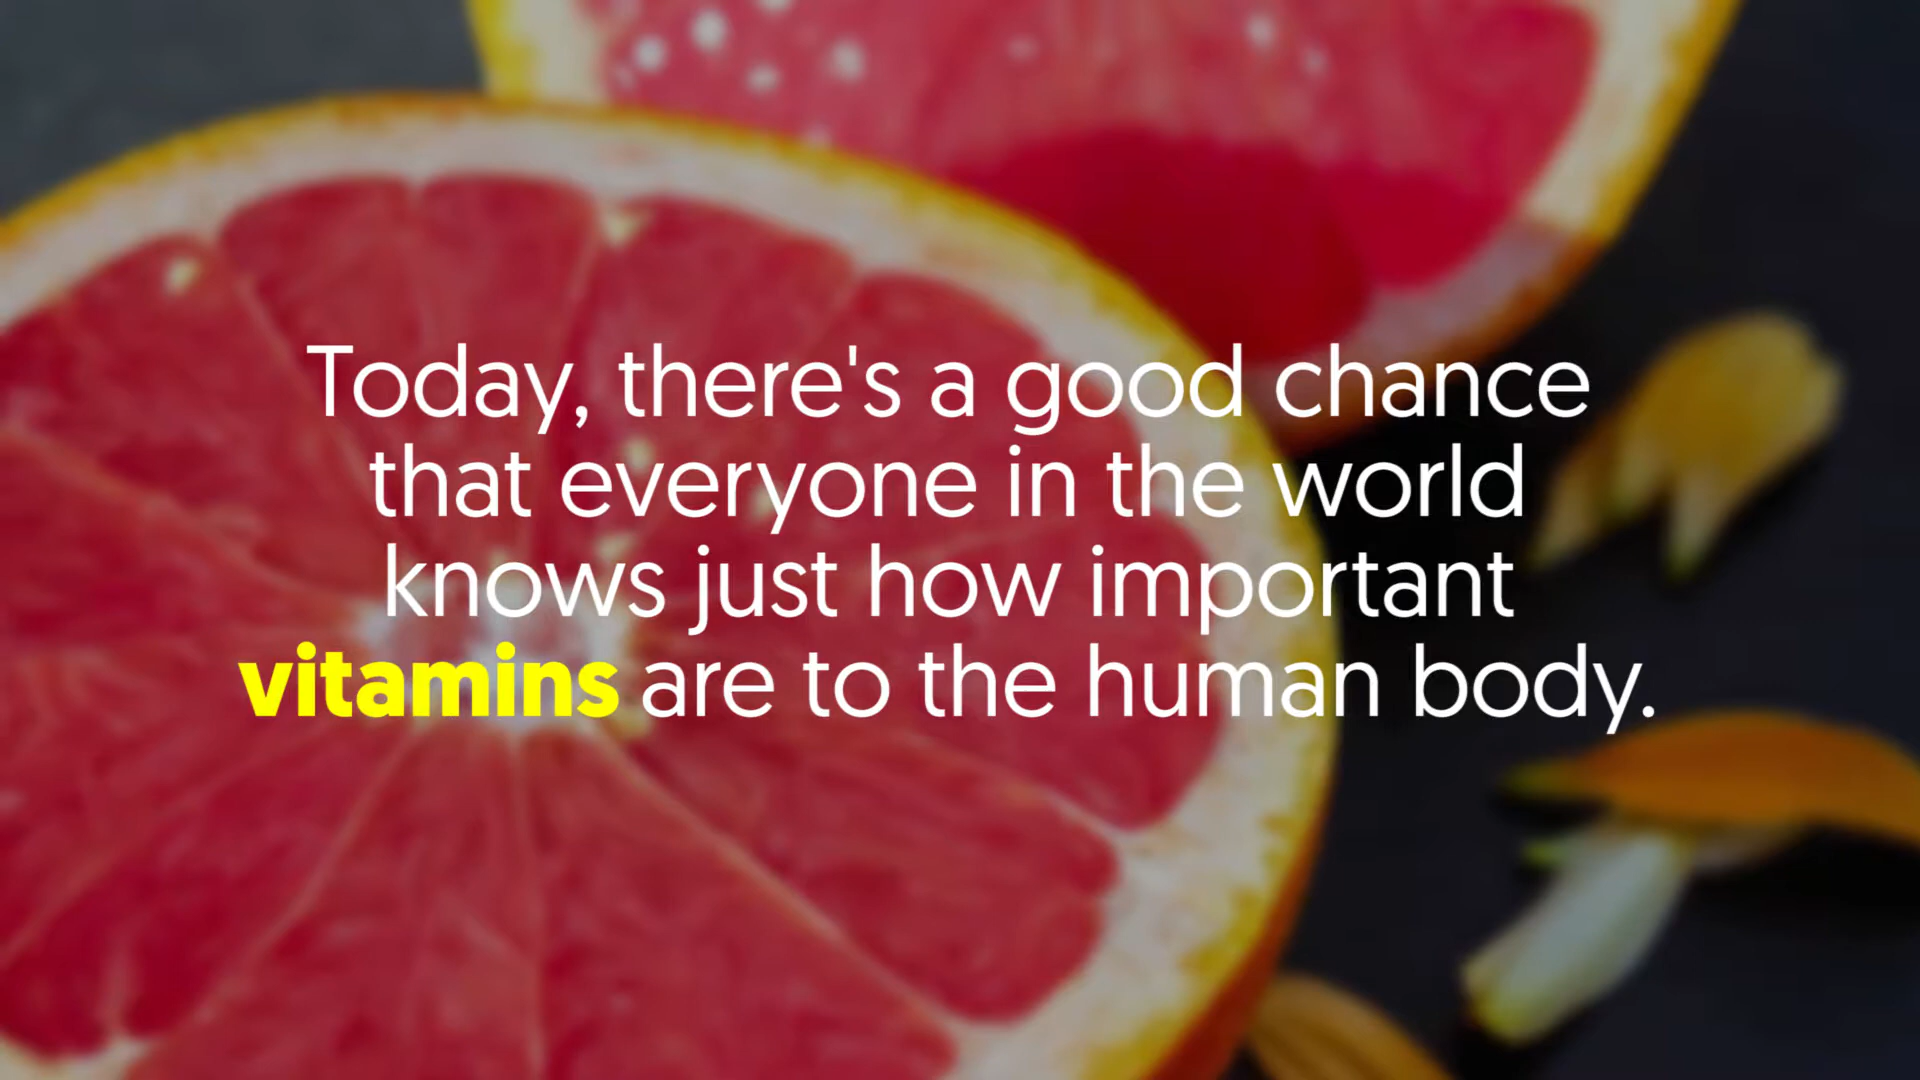 Today, there's a good chance
that everyone in the world
knows just how important
vitamins are to the human body.